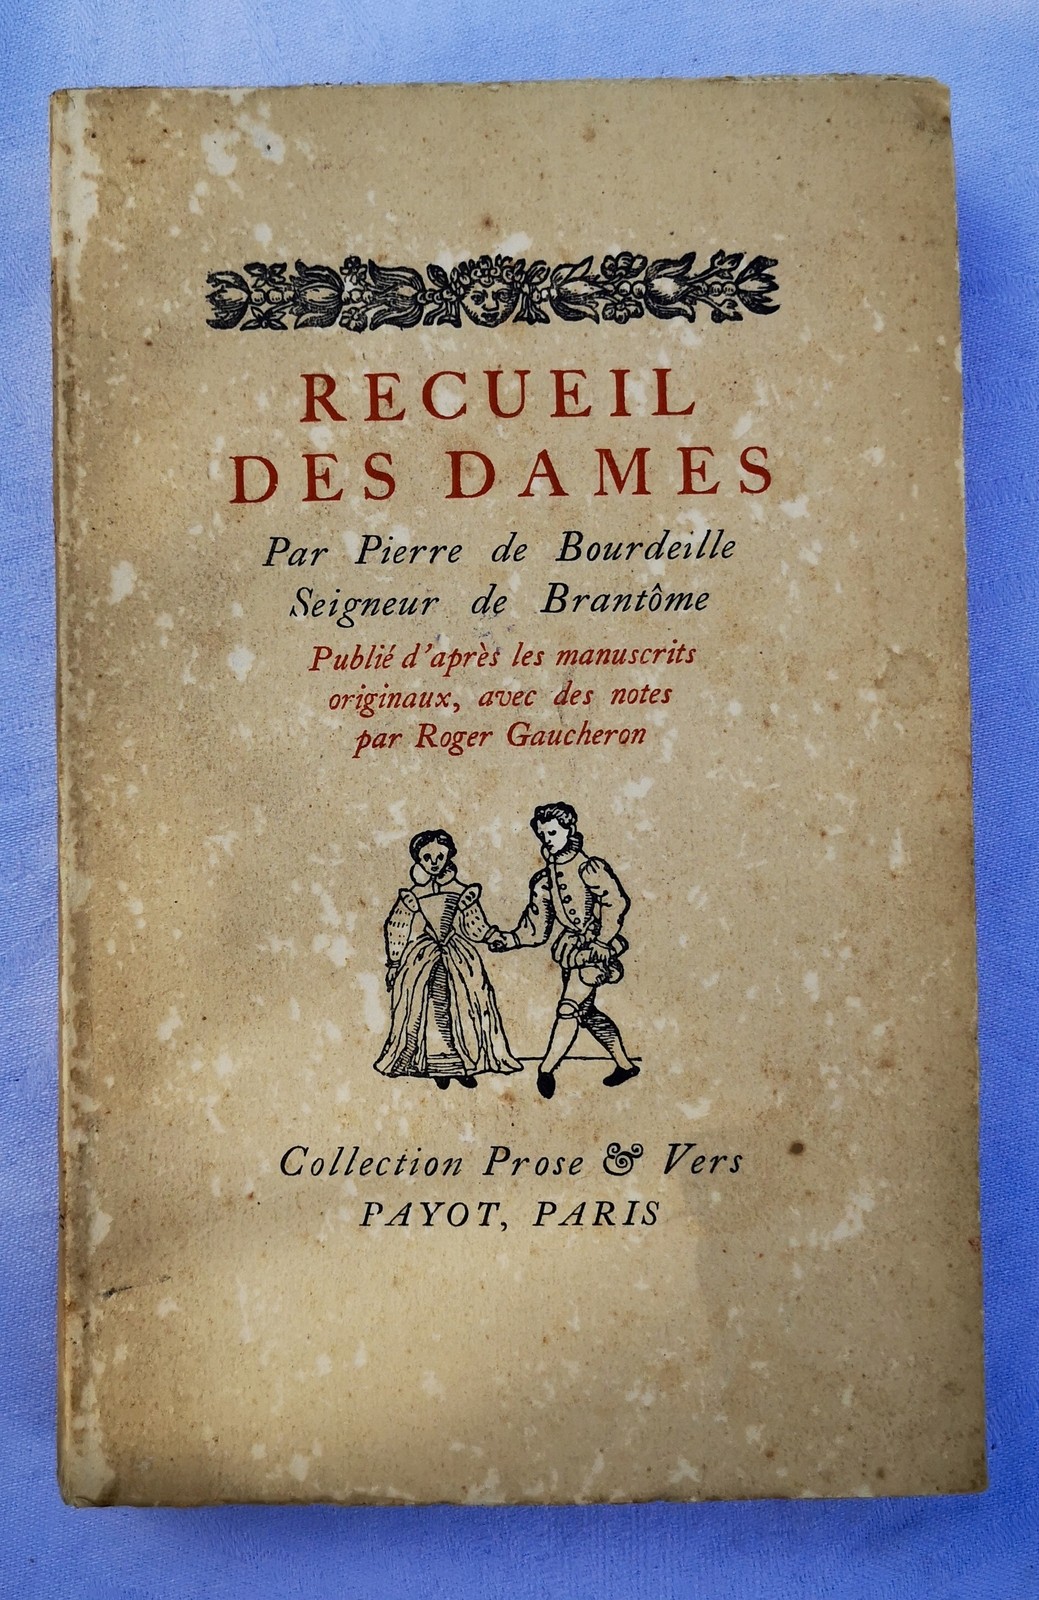 RECUEIL
DES DAMES
Par Pierre de Bourdeille
Seigneur de Brantôme
Publié d'après les manuscrits
originaux, avec des notes
par Roger Gaucheron
Collection Prose & Vers
PAYOT, PARIS